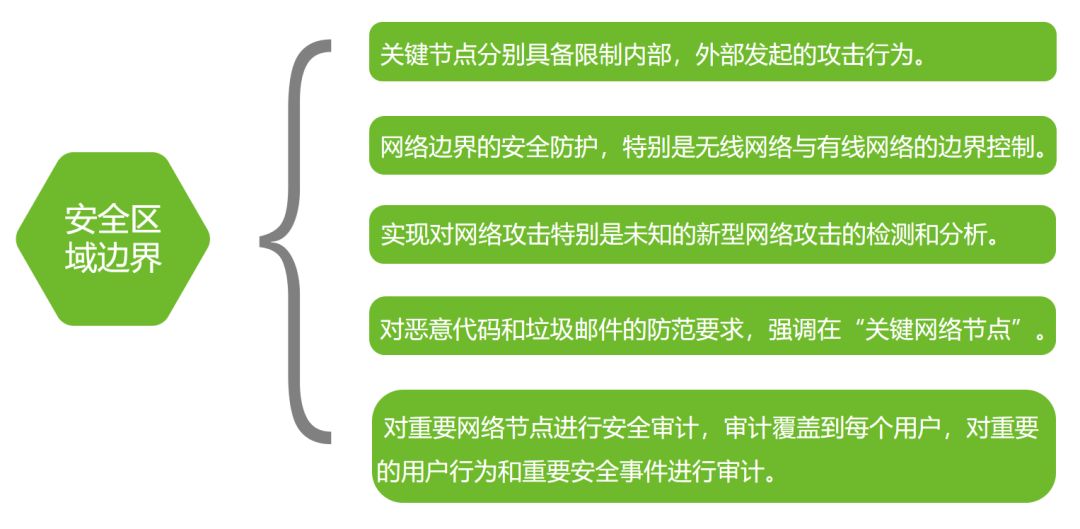 安全区
域边界
关键节点分别具备限制内部，外部发起的攻击行为。
网络边界的安全防护，特别是无线网络与有线网络的边界控制。
实现对网络攻击特别是未知的新型网络攻击的检测和分析。
对恶意代码和垃圾邮件的防范要求，强调在“关键网络节点”。
对重要网络节点进行安全审计，审计覆盖到每个用户，对重要
的用户行为和重要安全事件进行审计。